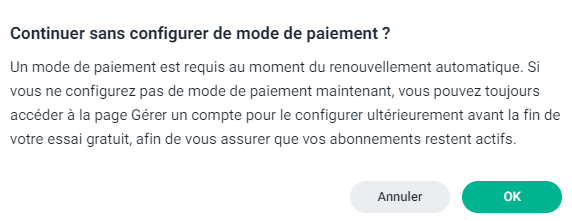 Continuer sans configurer de mode de paiement ?
Un mode de paiement est requis au moment du renouvellement automatique. Si
vous ne configurez pas de mode de paiement maintenant, vous pouvez toujours
accéder à la page Gérer un compte pour le configurer ultérieurement avant la fin de
votre essai gratuit, afin de vous assurer que vos abonnements restent actifs.
Annuler
OK